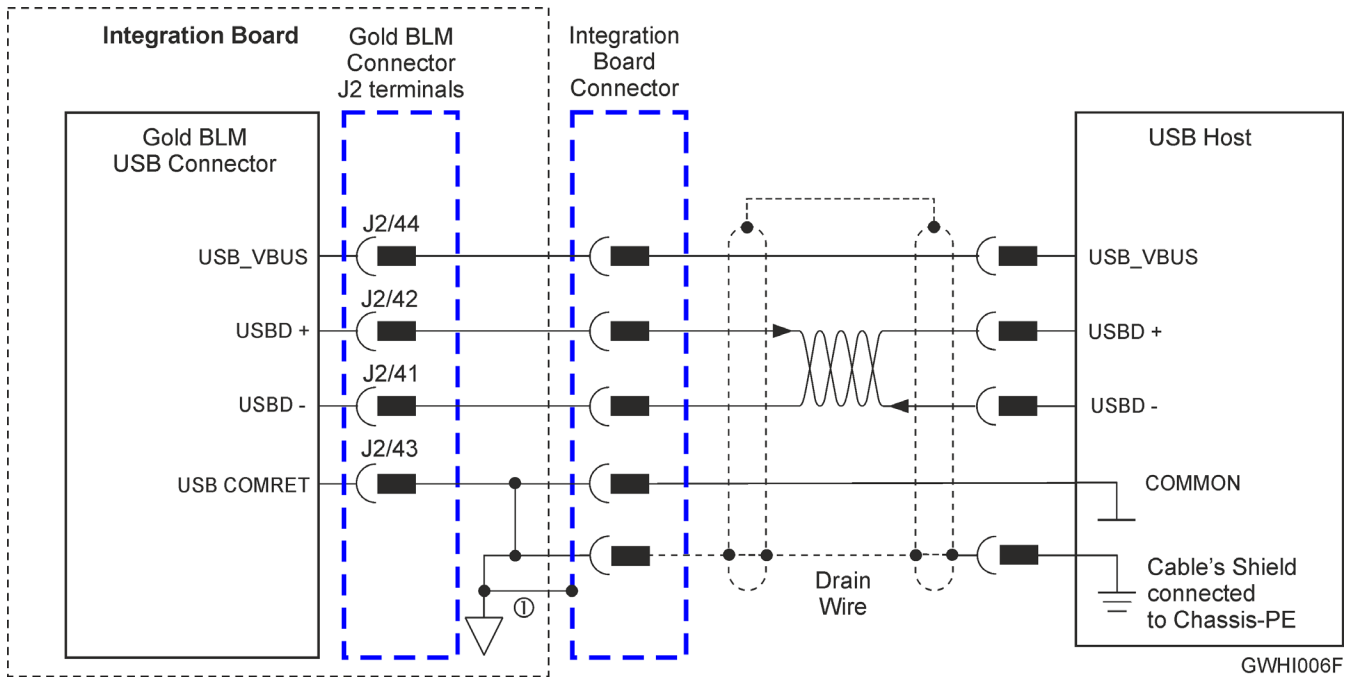 Integration Board
Gold BLM
Connector
J2 terminals
Integration
Board
Connector
Gold BLM
USB Connector
USB Host
J2/44
USB_VBUS
USB_VBUS
J2/42
USBD +
USBD +
J2/41
USBD -
USBD -
J2/43
USB COMRET
COMMON
Drain
Wire
Cable's Shield
connected
to Chassis-PE
①
GWHI006F